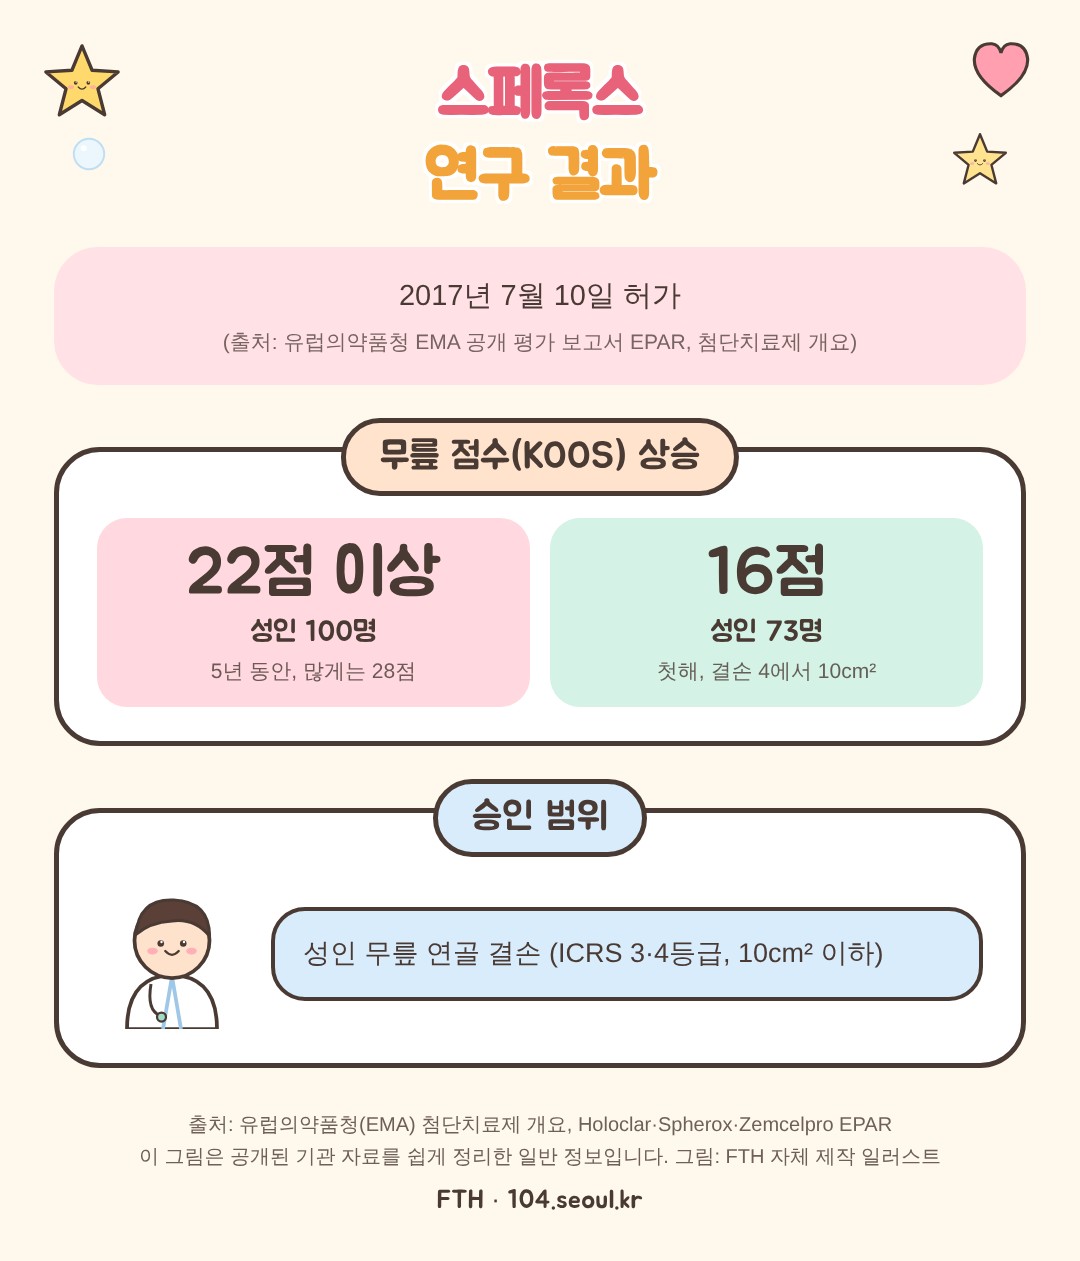 스페록스
연구 결과
2017년 7월 10일 허가
(출처: 유럽의약품청 EMA 공개 평가 보고서 EPAR, 첨단치료제 개요)
무릎 점수(KOOS) 상승
22점 이상
성인 100명
5년 동안, 많게는 28점
16점
성인 73명
첫해, 결손 4에서 10cm²
승인 범위
성인 무릎 연골 결손 (ICRS 3·4등급, 10cm² 이하)
출처: 유럽의약품청(EMA) 첨단치료제 개요, Holoclar·Spherox·Zemcelpro EPAR
이 그림은 공개된 기관 자료를 쉽게 정리한 일반 정보입니다. 그림: FTH 자체 제작 일러스트
FTH · 104.seoul.kr